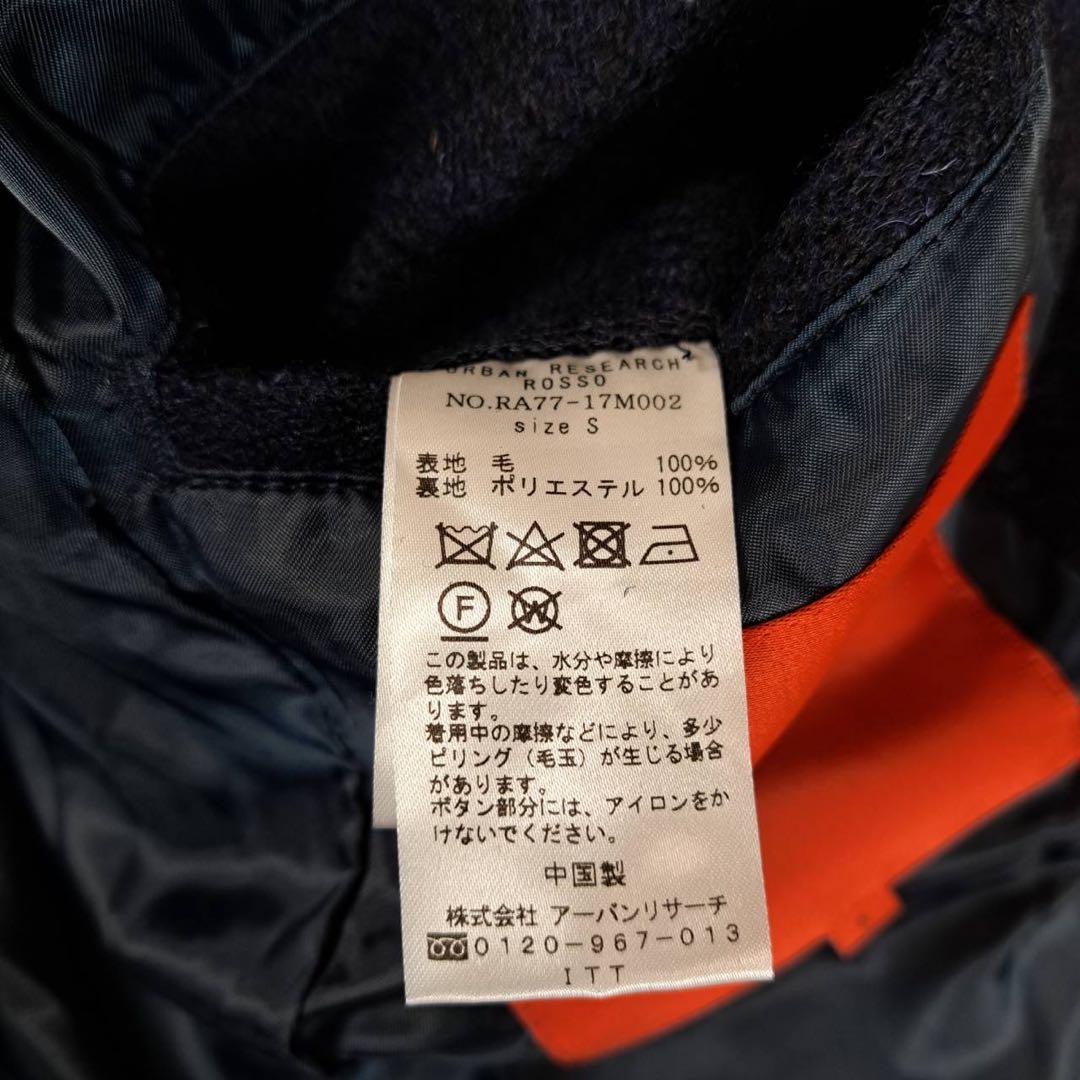 URBAN RESEARCH
ROSSO
NO.RA77-17M002
size S
表地 毛 100%
裏地 ポリエステル 100%
F
W
この製品は、水分や摩擦により
色落ちしたり変色することがあ
ります。
着用中の摩擦などにより、多少
ピリング(毛玉)が生じる場合
があります。
ボタン部分には、アイロンをか
けないでください。
中国製
株式会社 アーバンリサーチ
0120-967-013
ITT